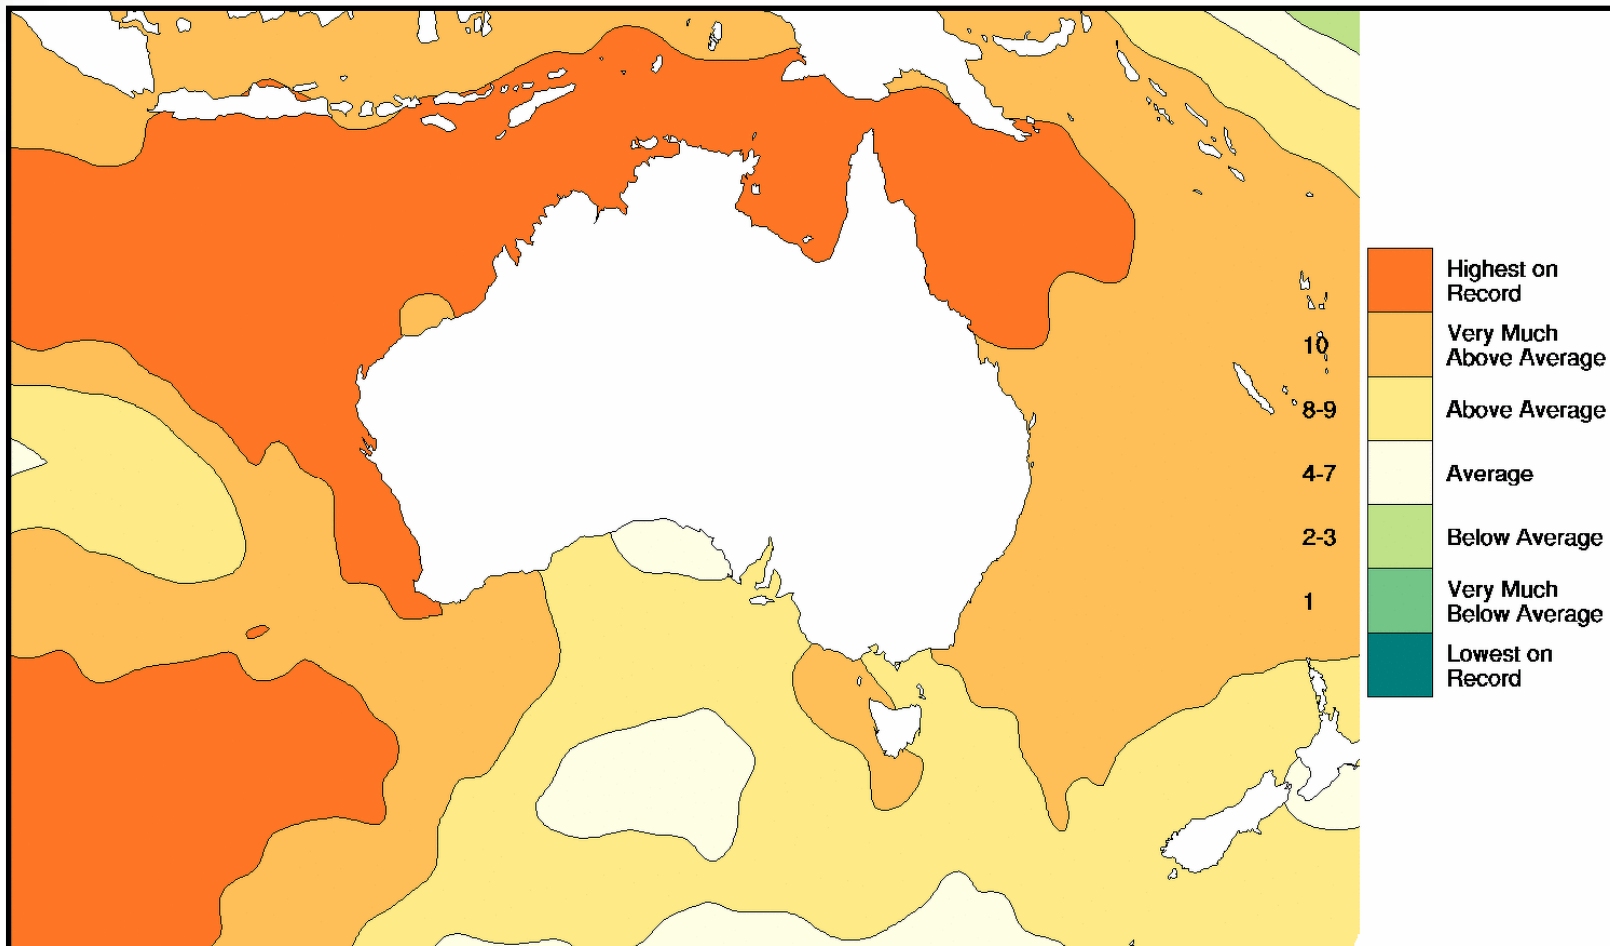 Highest on
Record
10
Very Much
Above Average
8-9
Above Average
4-7
Average
2-3
Below Average
1
Very Much
Below Average
Lowest on
Record